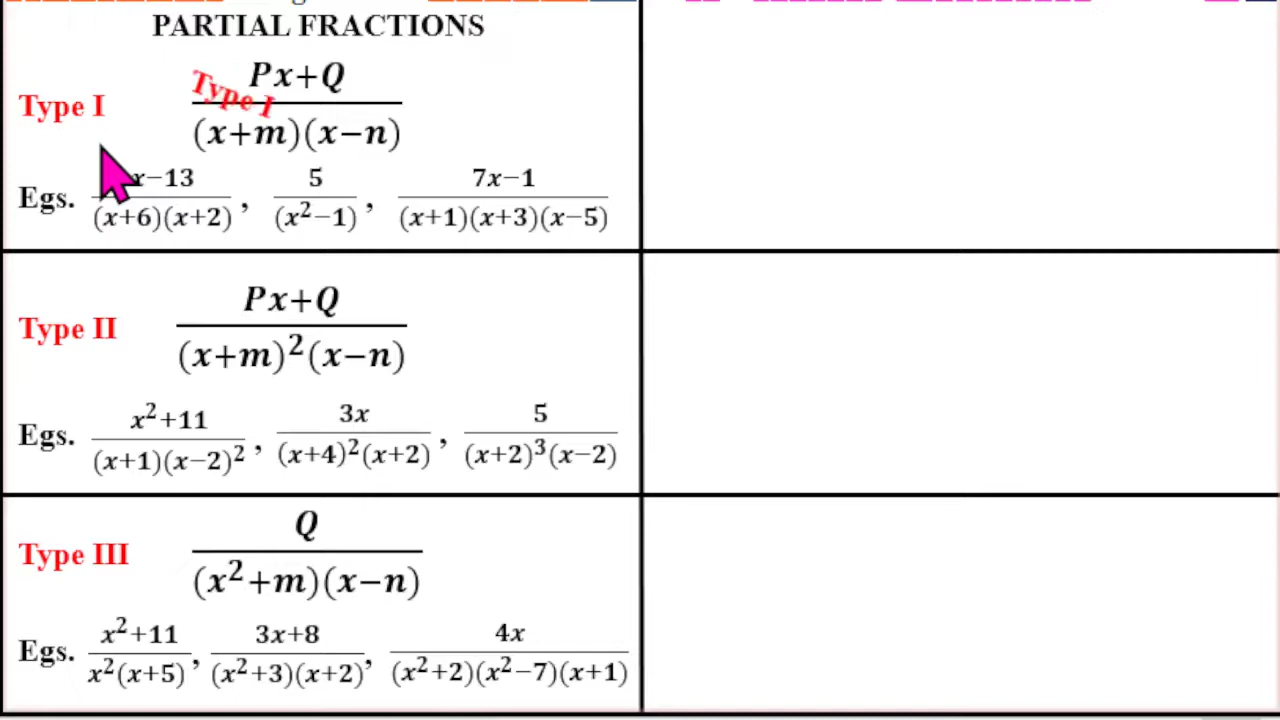 PARTIAL FRACTIONS
Type I Px+Q / (x+m)(x−n)
Type I
Egs. x−13 / (x+6)(x+2) , 5 / (x²−1) , 7x−1 / (x+1)(x+3)(x−5)
Type II Px+Q / (x+m)²(x−n)
Egs. x²+11 / (x+1)(x−2)² , 3x / (x+4)²(x+2) , 5 / (x+2)³(x−2)
Type III Q / (x²+m)(x−n)
Egs. x²+11 / x²(x+5) , 3x+8 / (x²+3)(x+2) , 4x / (x²+2)(x²−7)(x+1)